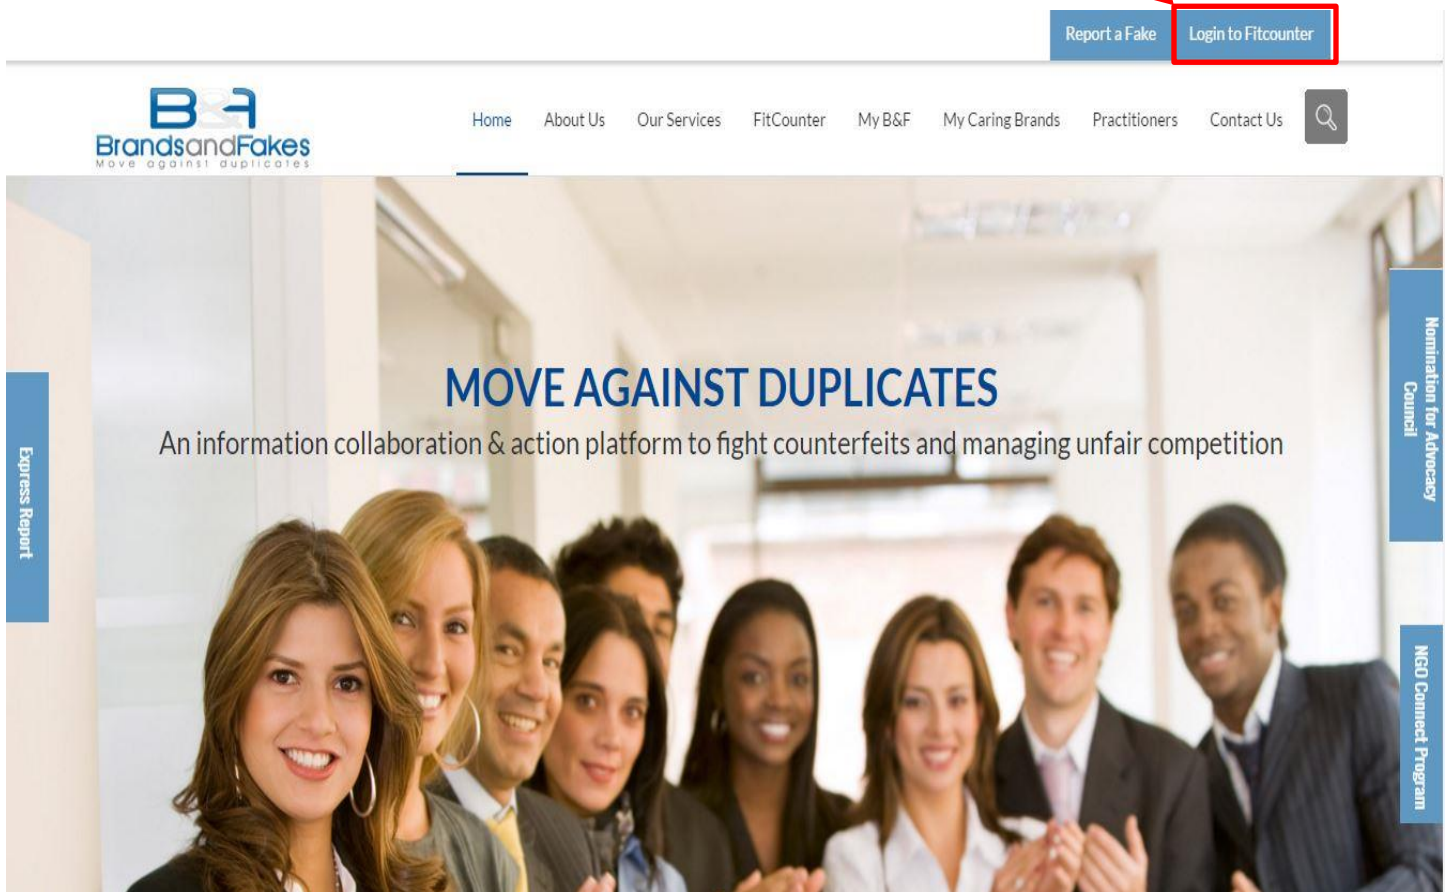 Report a Fake
Login to Fitcounter
B&F
BrandsandFakes
Move against duplicates
Home
About Us
Our Services
FitCounter
My B&F
My Caring Brands
Practitioners
Contact Us
MOVE AGAINST DUPLICATES
An information collaboration & action platform to fight counterfeits and managing unfair competition
Express Report
Nomination for Advocacy
Council
NGO Connect Program